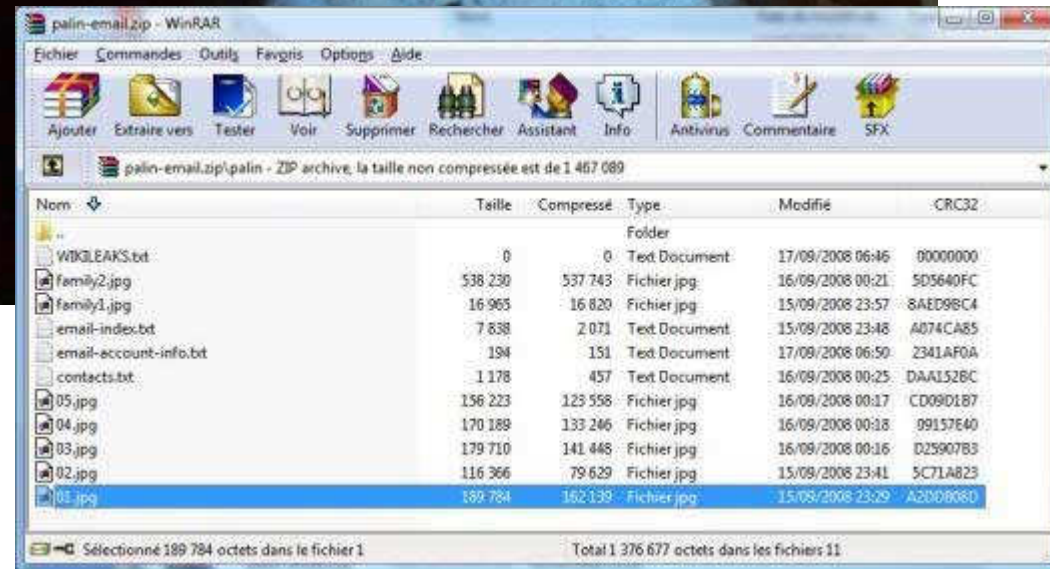 palin-email.zip - WinRAR
Fichier Commandes Outils Favoris Options Aide
Ajouter Extraire vers Tester Voir Supprimer Rechercher Assistant Info Antivirus Commentaire SFX
palin-email.zip\palin - ZIP archive, la taille non compressée est de 1 467 089
Nom Taille Compressé Type Modifié CRC32
.. Folder
WIKILEAKS.txt 0 0 Text Document 17/09/2008 06:46 00000000
family2.jpg 538 230 537 743 Fichier jpg 16/09/2008 00:21 5D5640FC
family1.jpg 16 965 16 820 Fichier jpg 15/09/2008 23:57 8AED9BC4
email-index.txt 7 838 2 071 Text Document 15/09/2008 23:48 A074CA85
email-account-info.txt 194 151 Text Document 17/09/2008 06:50 2341AF0A
contacts.txt 1 178 457 Text Document 16/09/2008 00:25 DAA152BC
05.jpg 156 223 123 558 Fichier jpg 16/09/2008 00:17 CD09D1B7
04.jpg 170 189 133 246 Fichier jpg 16/09/2008 00:18 09157E40
03.jpg 179 710 141 448 Fichier jpg 16/09/2008 00:16 D25907B3
02.jpg 116 366 79 629 Fichier jpg 15/09/2008 23:41 5C71A823
01.jpg 189 784 162 139 Fichier jpg 15/09/2008 23:29 A2DD808D
Sélectionné 189 784 octets dans le fichier 1 Total 1 376 677 octets dans les fichiers 11